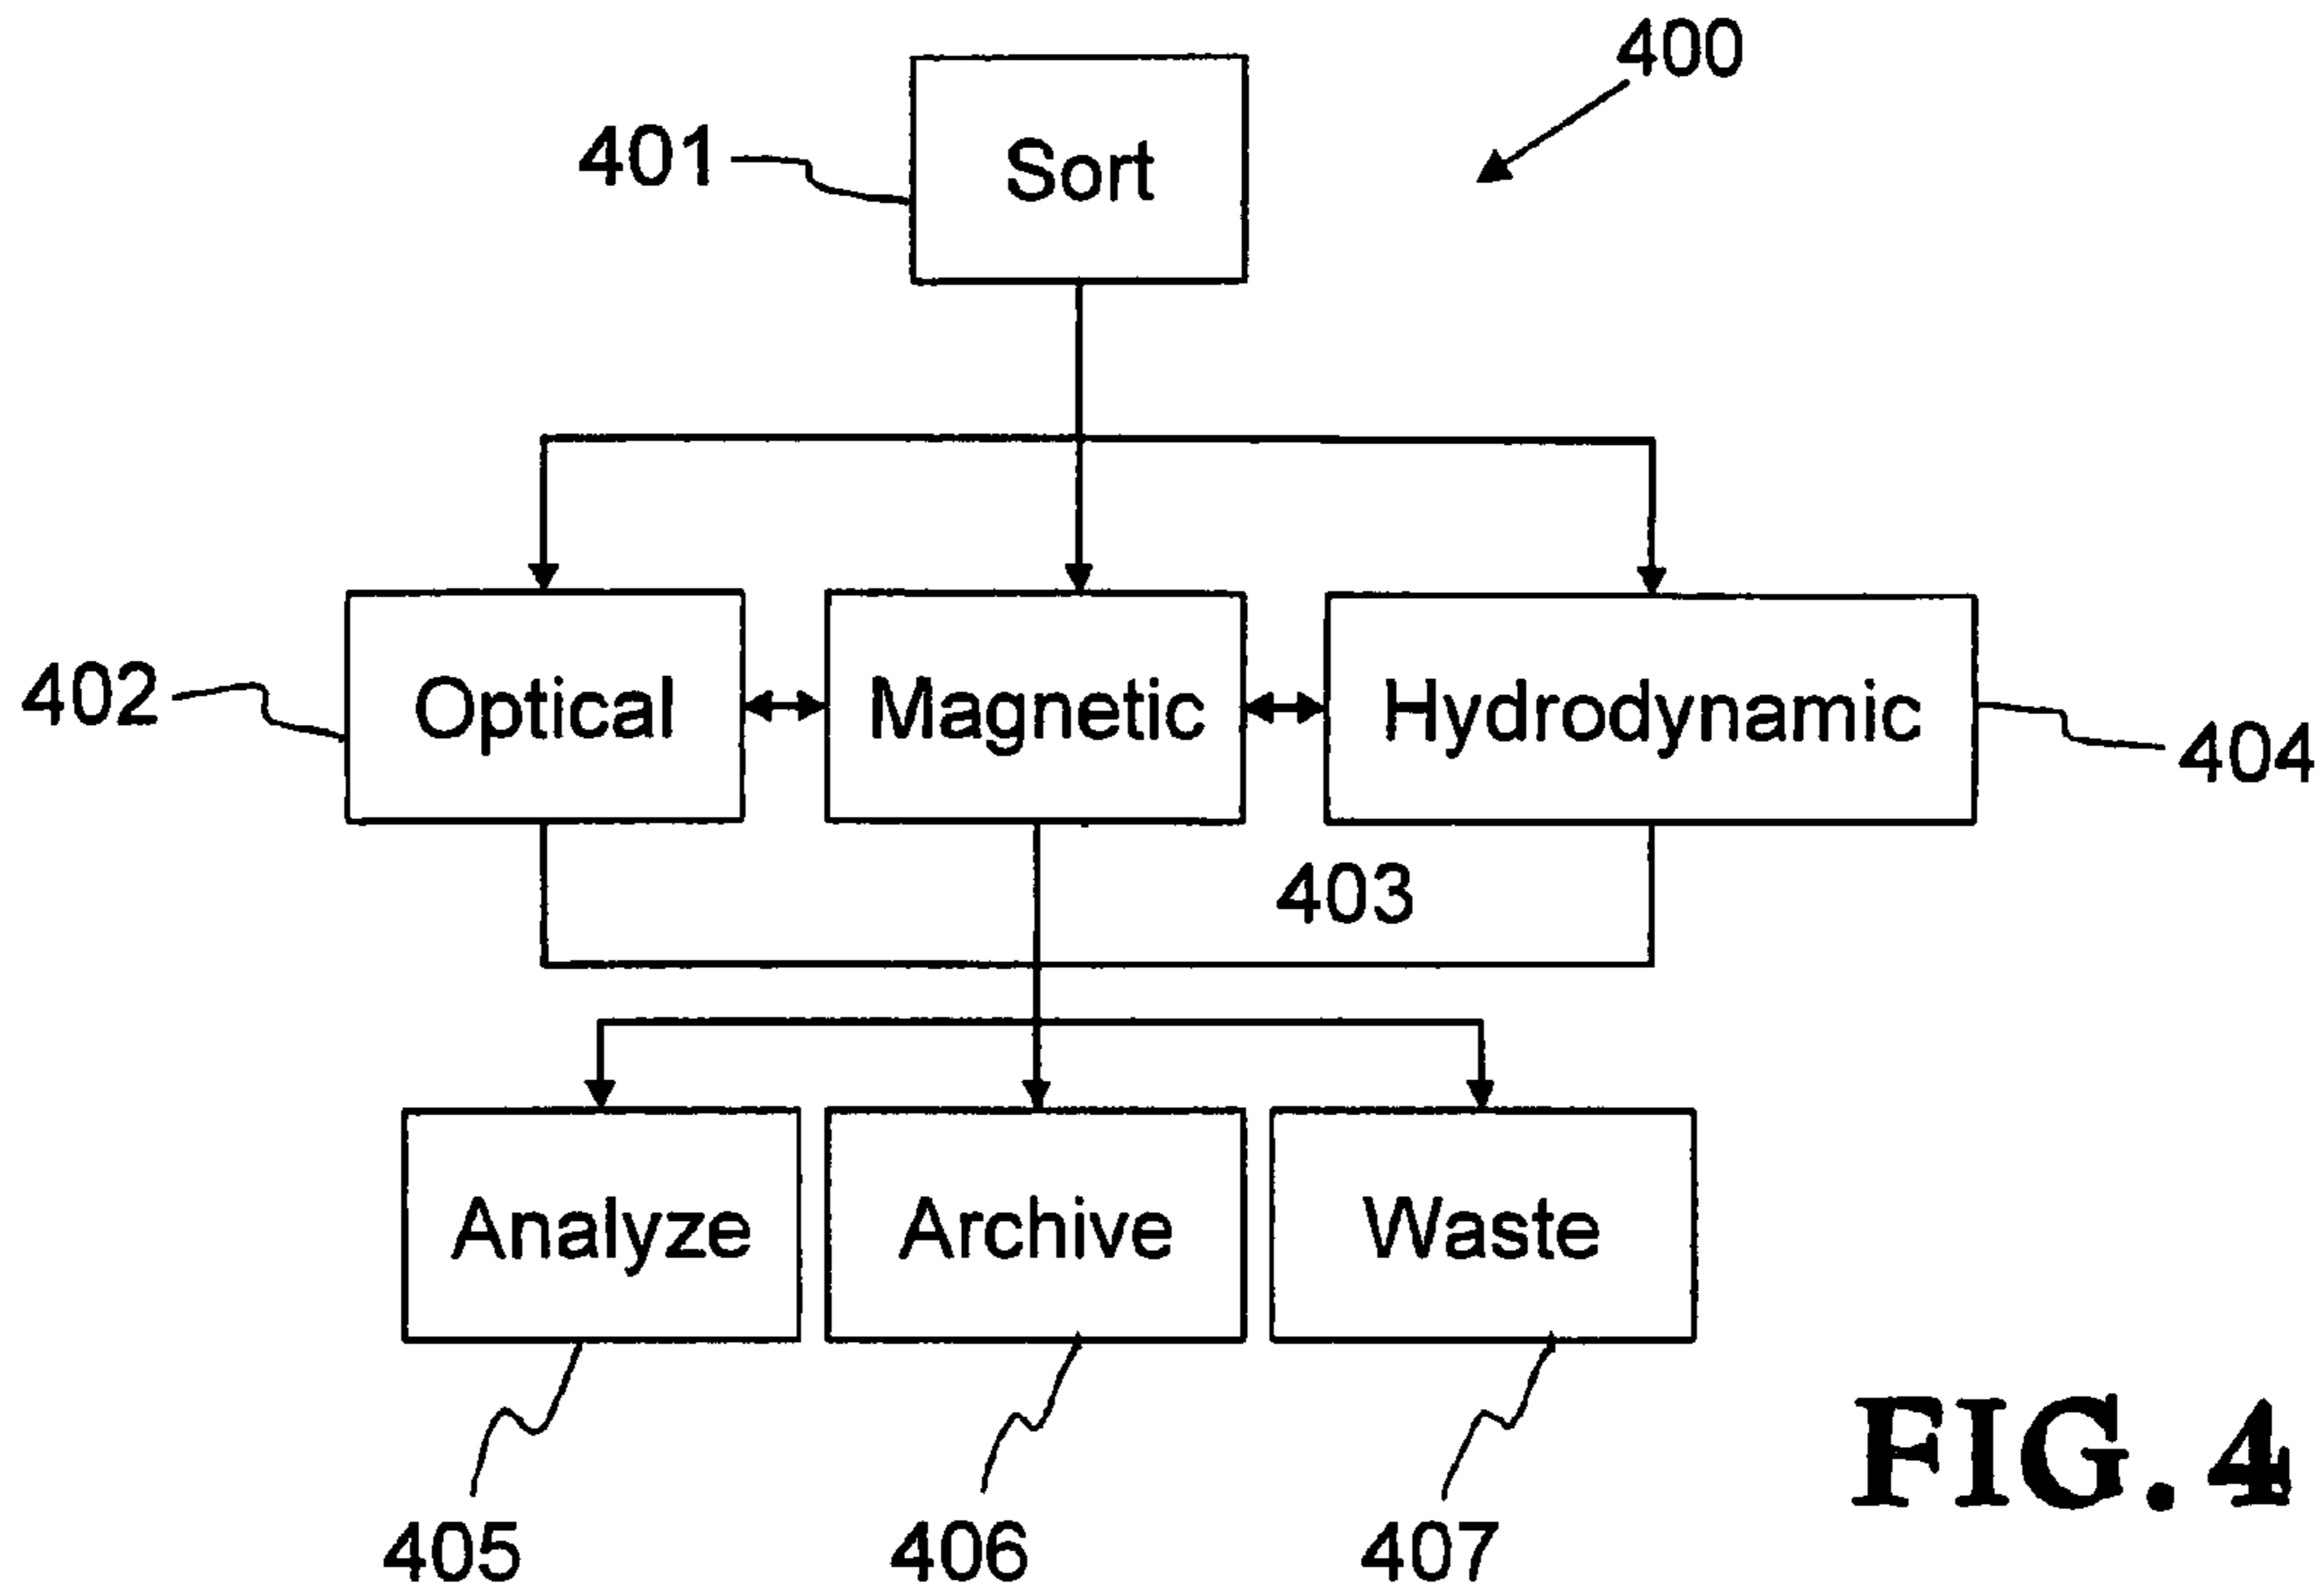 400
401
Sort
402
Optical
Magnetic
Hydrodynamic
404
403
Analyze
Archive
Waste
405
406
407
FIG. 4